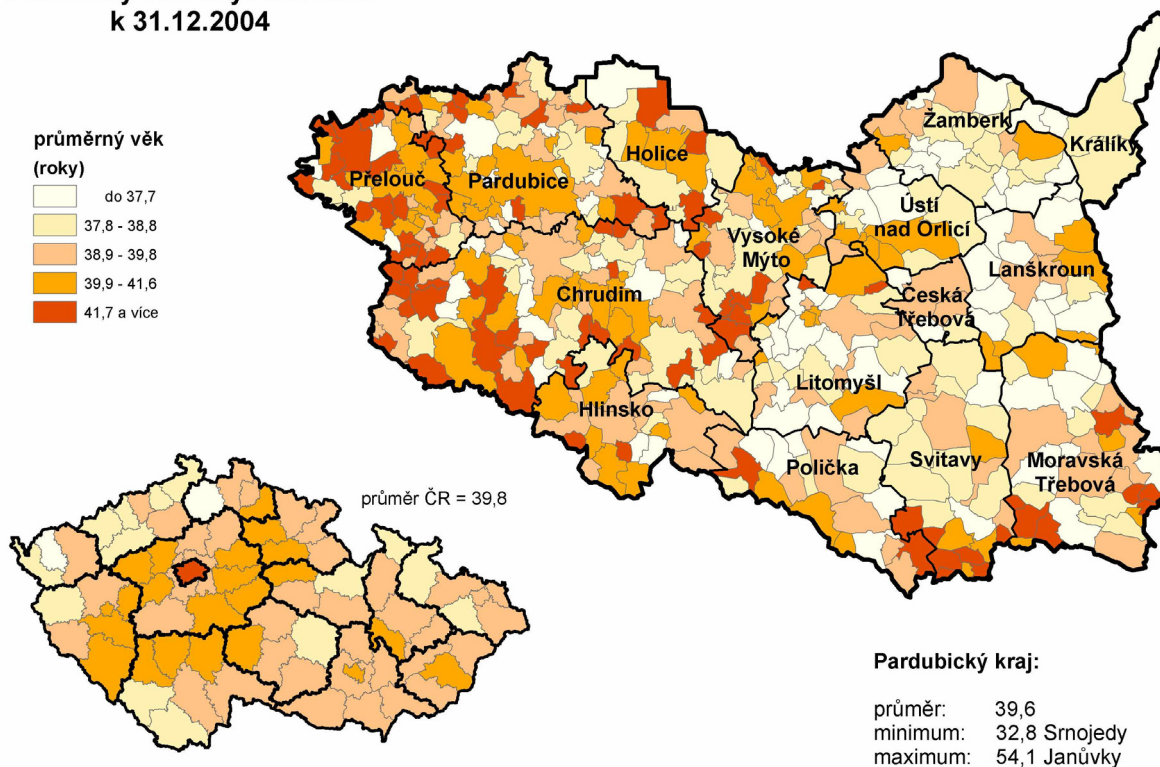 k 31.12.2004
průměrný věk
(roky)
do 37,7
37,8 - 38,8
38,9 - 39,8
39,9 - 41,6
41,7 a více
Žamberk
Králíky
Holice
Přelouč
Pardubice
Ústí
nad Orlicí
Vysoké
Mýto
Lanškroun
Chrudim
Česká
Třebová
Litomyšl
Hlinsko
Polička
Svitavy
Moravská
Třebová
průměr ČR = 39,8
Pardubický kraj:
průměr: 39,6
minimum: 32,8 Srnojedy
maximum: 54,1 Janůvky